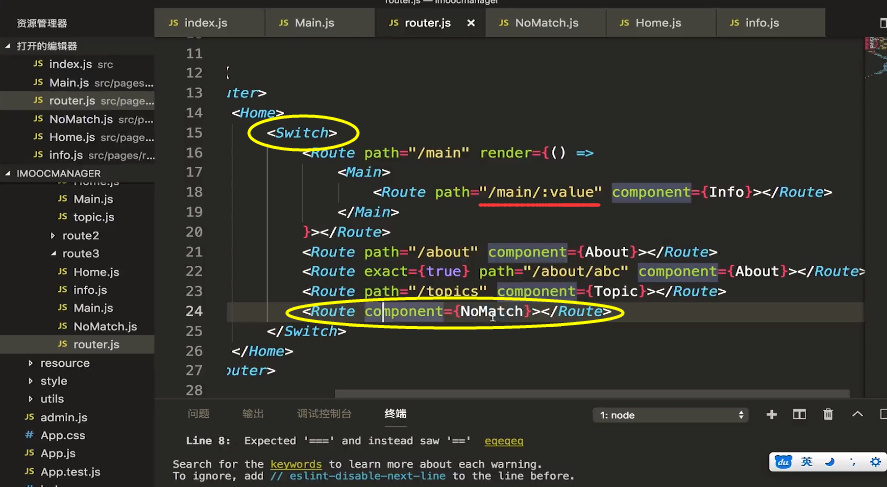 router.js — imoocmanager
资源管理器
JS index.js
JS Main.js
JS router.js ×
JS NoMatch.js
JS Home.js
JS info.js
打开的编辑器
JS index.js src
JS Main.js src/pages...
JS router.js src/page...
JS NoMatch.js src/p...
JS Home.js src/pages...
JS info.js src/pages/r...
IMOOCMANAGER
Home.js
JS Main.js
JS topic.js
route2
route3
JS Home.js
JS info.js
JS Main.js
JS NoMatch.js
JS router.js
resource
style
utils
JS admin.js
# App.css
JS App.js
JS App.test.js
11
12 (
13 uter>
14 <Home>
15 <Switch>
16 <Route path="/main" render={() =>
17 <Main>
18 <Route path="/main/:value" component={Info}></Route>
19 </Main>
20 }></Route>
21 <Route path="/about" component={About}></Route>
22 <Route exact={true} path="/about/abc" component={About}></Route>
23 <Route path="/topics" component={Topic}></Route>
24 <Route component={NoMatch}></Route>
25 </Switch>
26 </Home>
27 outer>
28
问题 输出 调试控制台 终端 1: node
Line 8: Expected '===' and instead saw '==' eqeqeq
Search for the keywords to learn more about each warning.
To ignore, add // eslint-disable-next-line to the line before.
du 英